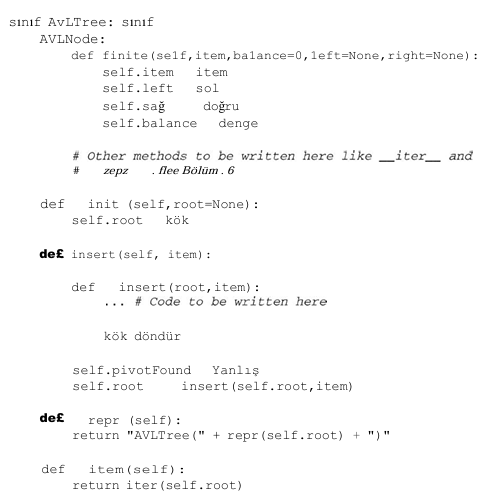 sınıf AvLTree: sınıf
AVLNode:
def finite(se1f,item,ba1ance=0,1eft=None,right=None):
self.item item
self.left sol
self.sağ doğru
self.balance denge
# Other methods to be written here like __iter__ and
# zepz . flee Bölüm . 6
def init (self,root=None):
self.root kök
de£ insert(self, item):
def insert(root,item):
... # Code to be written here
kök döndür
self.pivotFound Yanlış
self.root insert(self.root,item)
de£ repr (self):
return "AVLTree(" + repr(self.root) + ")"
def item(self):
return iter(self.root)